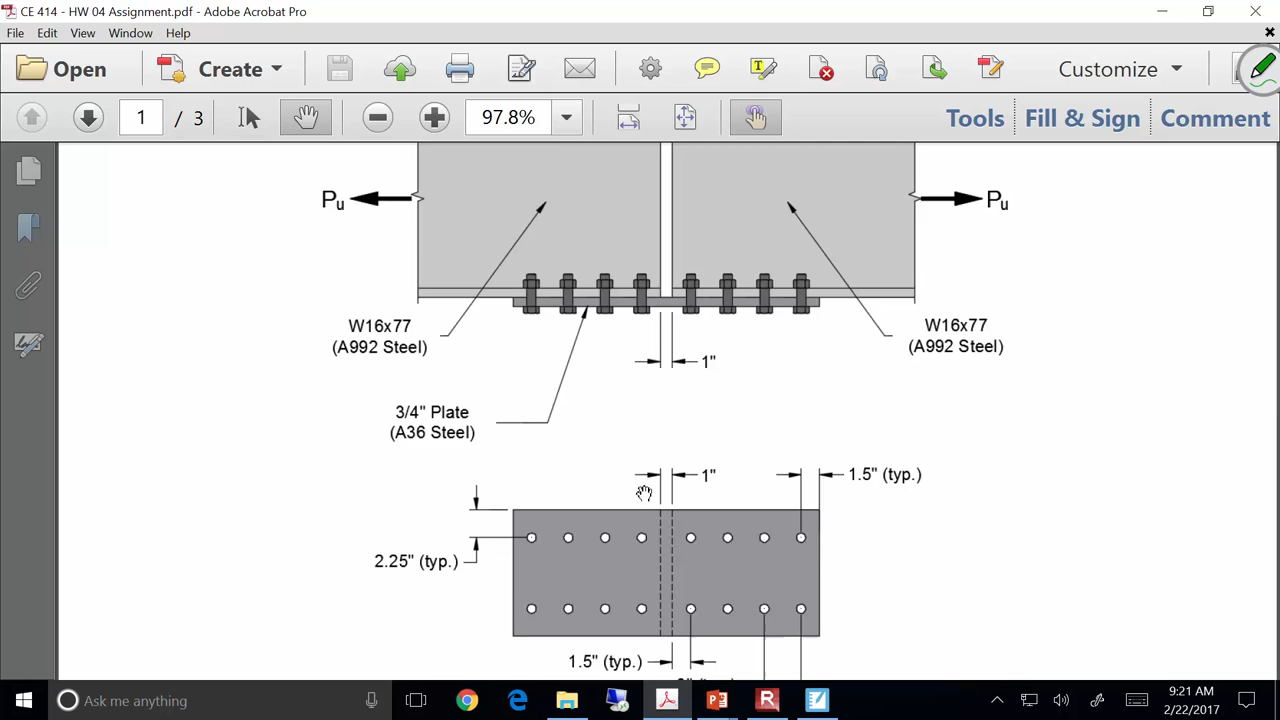 CE 414 - HW 04 Assignment.pdf - Adobe Acrobat Pro
File Edit View Window Help
Open Create Customize
1 / 3 97.8% Tools Fill & Sign Comment
Pu Pu
W16x77
(A992 Steel)
W16x77
(A992 Steel)
1"
3/4" Plate
(A36 Steel)
1" 1.5" (typ.)
2.25" (typ.)
1.5" (typ.)
Ask me anything
9:21 AM
2/22/2017